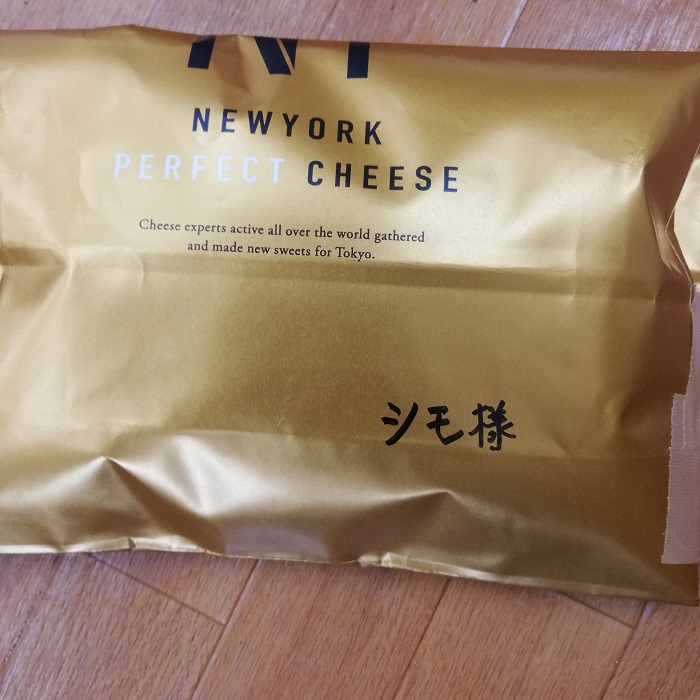 NEWYORK
PERFECT CHEESE
Cheese experts active all over the world gathered
and made new sweets for Tokyo.
シモ様